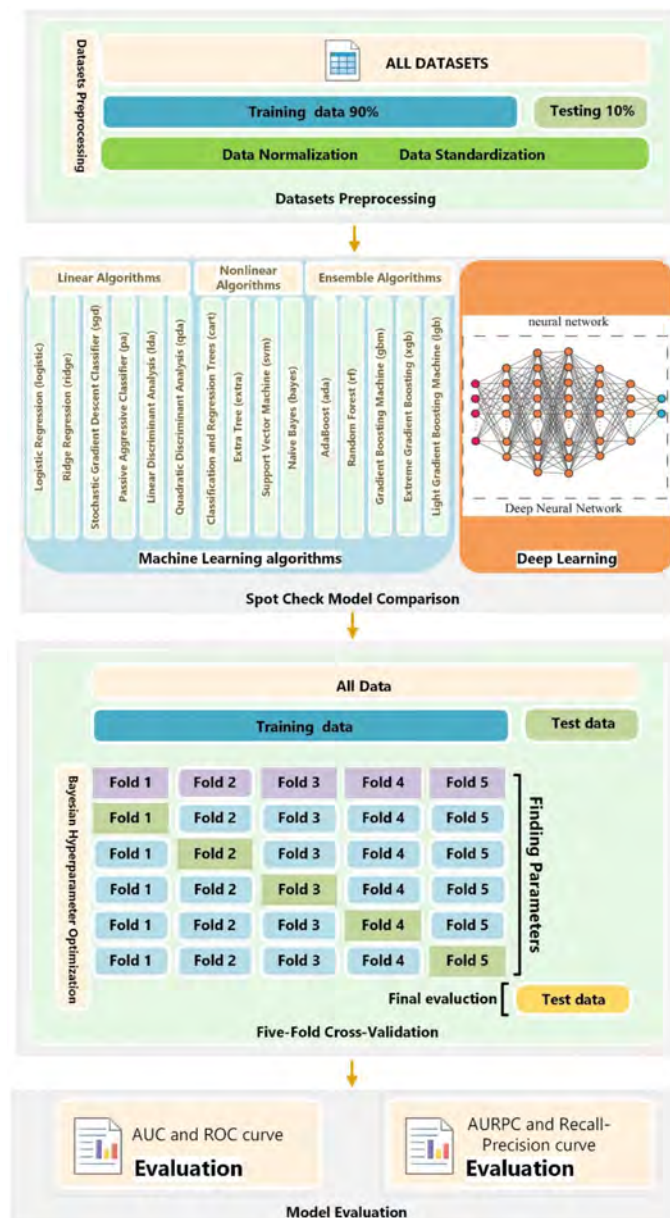 Datasets Preprocessing
ALL DATASETS
Training data 90%
Testing 10%
Data Normalization Data Standardization
Datasets Preprocessing
Linear Algorithms
Nonlinear
Algorithms
Ensemble Algorithms
Logistic Regression (logistic)
Ridge Regression (ridge)
Stochastic Gradient Descent Classifier (sgd)
Passive Aggressive Classifier (pa)
Linear Discriminant Analysis (lda)
Quadratic Discriminant Analysis (qda)
Classification and Regression Trees (cart)
Extra Tree (extra)
Support Vector Machine (svm)
Naive Bayes (bayes)
AdaBoost (ada)
Random Forest (rf)
Gradient Boosting Machine (gbm)
Extreme Gradient Boosting (xgb)
Light Gradient Boosting Machine (lgb)
Machine Learning algorithms
neural network
Deep Neural Network
Deep Learning
Spot Check Model Comparison
All Data
Training data
Test data
Bayesian Hyperparameter Optimization
Fold 1 Fold 2 Fold 3 Fold 4 Fold 5
Fold 1 Fold 2 Fold 3 Fold 4 Fold 5
Fold 1 Fold 2 Fold 3 Fold 4 Fold 5
Fold 1 Fold 2 Fold 3 Fold 4 Fold 5
Fold 1 Fold 2 Fold 3 Fold 4 Fold 5
Fold 1 Fold 2 Fold 3 Fold 4 Fold 5
Finding Parameters
Final evaluction
Test data
Five-Fold Cross-Validation
AUC and ROC curve
Evaluation
AURPC and Recall-
Precision curve
Evaluation
Model Evaluation